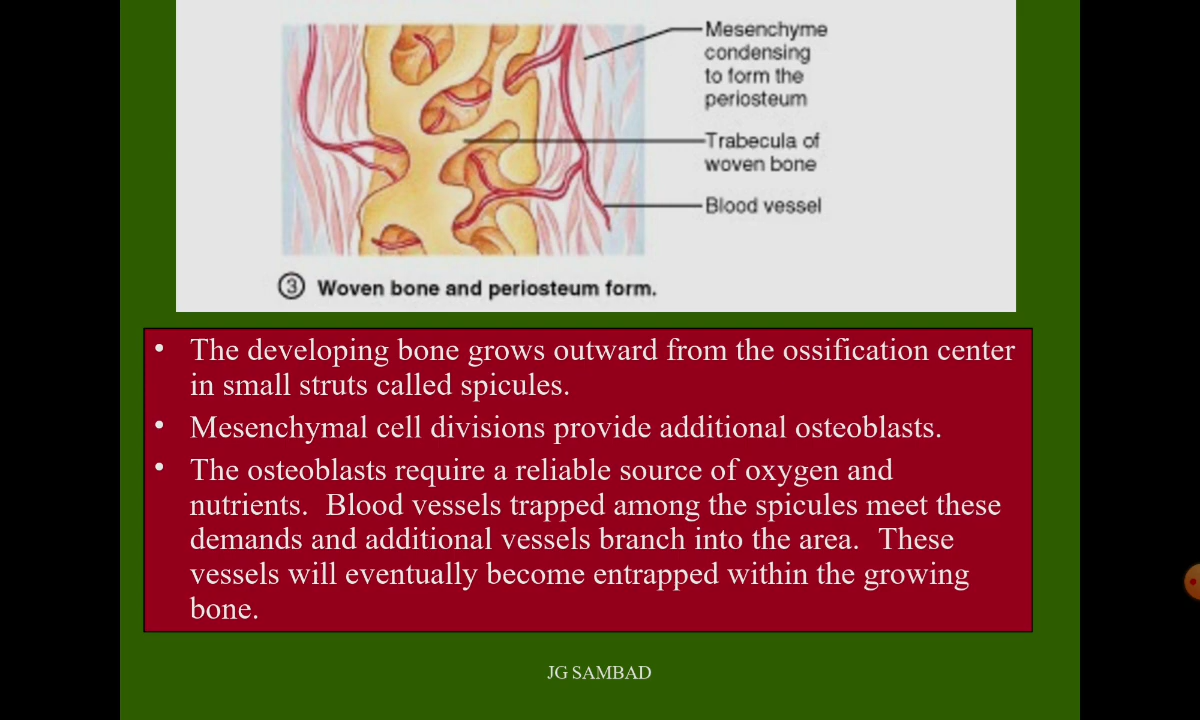 Mesenchyme
condensing
to form the
periosteum
Trabecula of
woven bone
Blood vessel
③ Woven bone and periosteum form.
• The developing bone grows outward from the ossification center
in small struts called spicules.
• Mesenchymal cell divisions provide additional osteoblasts.
• The osteoblasts require a reliable source of oxygen and
nutrients.  Blood vessels trapped among the spicules meet these
demands and additional vessels branch into the area.  These
vessels will eventually become entrapped within the growing
bone.
JG SAMBAD